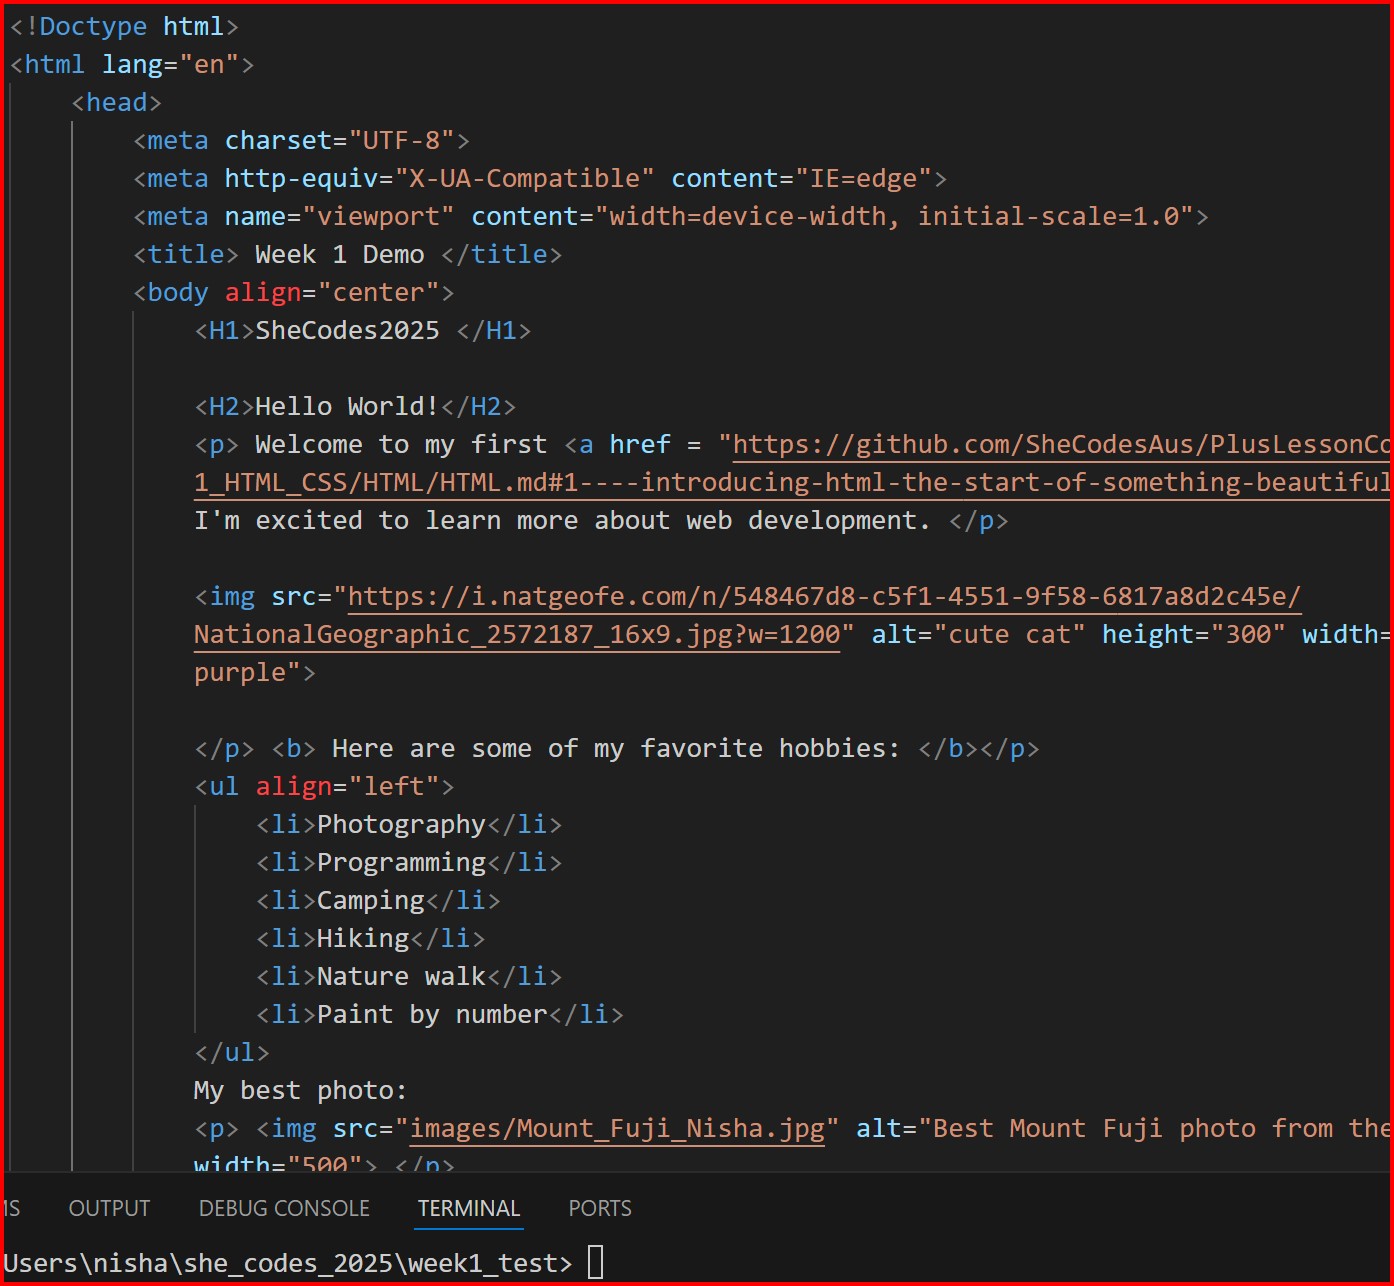 <!Doctype html>
<html lang="en">
<head>
<meta charset="UTF-8">
<meta http-equiv="X-UA-Compatible" content="IE=edge">
<meta name="viewport" content="width=device-width, initial-scale=1.0">
<title> Week 1 Demo </title>
<body align="center">
<H1>SheCodes2025 </H1>
<H2>Hello World!</H2>
<p> Welcome to my first <a href = "https://github.com/SheCodesAus/PlusLessonCo
1_HTML_CSS/HTML/HTML.md#1----introducing-html-the-start-of-something-beautiful
I'm excited to learn more about web development. </p>
<img src="https://i.natgeofe.com/n/548467d8-c5f1-4551-9f58-6817a8d2c45e/
NationalGeographic_2572187_16x9.jpg?w=1200" alt="cute cat" height="300" width=
purple">
</p> <b> Here are some of my favorite hobbies: </b></p>
<ul align="left">
<li>Photography</li>
<li>Programming</li>
<li>Camping</li>
<li>Hiking</li>
<li>Nature walk</li>
<li>Paint by number</li>
</ul>
My best photo:
<p> <img src="images/Mount_Fuji_Nisha.jpg" alt="Best Mount Fuji photo from the
width="500"> </p>
MS OUTPUT DEBUG CONSOLE TERMINAL PORTS
Users\nisha\she_codes_2025\week1_test>